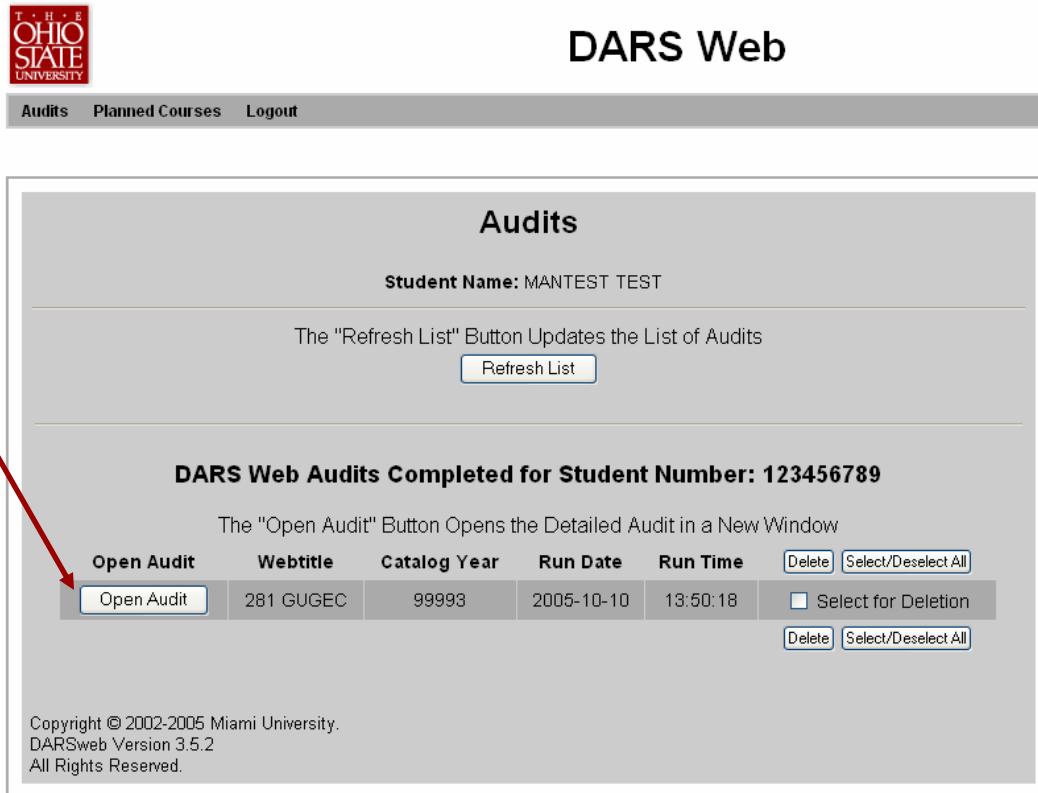 T · H · E
OHIO
STATE
UNIVERSITY
DARS Web
Audits Planned Courses Logout
Audits
Student Name: MANTEST TEST
The "Refresh List" Button Updates the List of Audits
Refresh List
DARS Web Audits Completed for Student Number: 123456789
The "Open Audit" Button Opens the Detailed Audit in a New Window
Open Audit Webtitle Catalog Year Run Date Run Time Delete Select/Deselect All
Open Audit 281 GUGEC 99993 2005-10-10 13:50:18 Select for Deletion
Delete Select/Deselect All
Copyright © 2002-2005 Miami University.
DARSweb Version 3.5.2
All Rights Reserved.